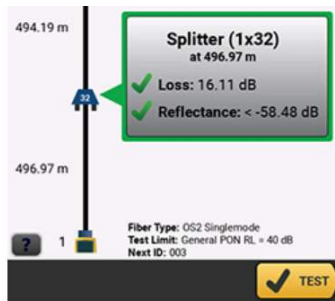 494.19 m
Splitter (1x32)
at 496.97 m
Loss: 16.11 dB
Reflectance: < -58.48 dB
32
496.97 m
Fiber Type: OS2 Singlemode
Test Limit: General PON RL = 40 dB
Next ID: 003
? 1
TEST